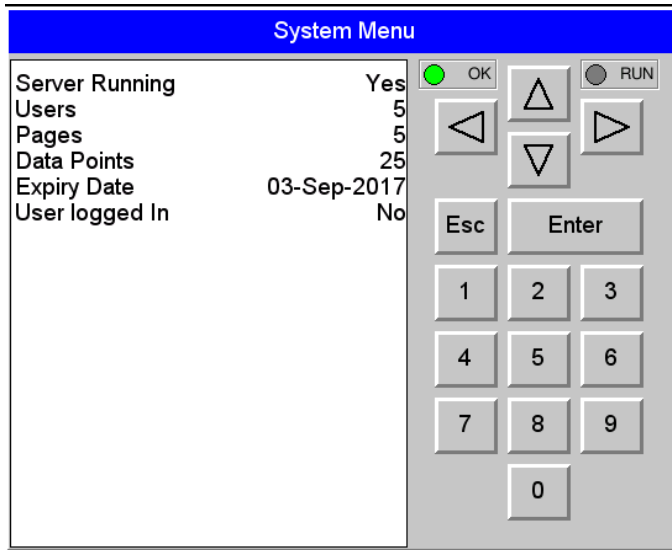 System Menu
Server Running Yes
Users 5
Pages 5
Data Points 25
Expiry Date 03-Sep-2017
User logged In No
OK RUN
Esc Enter
1 2 3
4 5 6
7 8 9
0